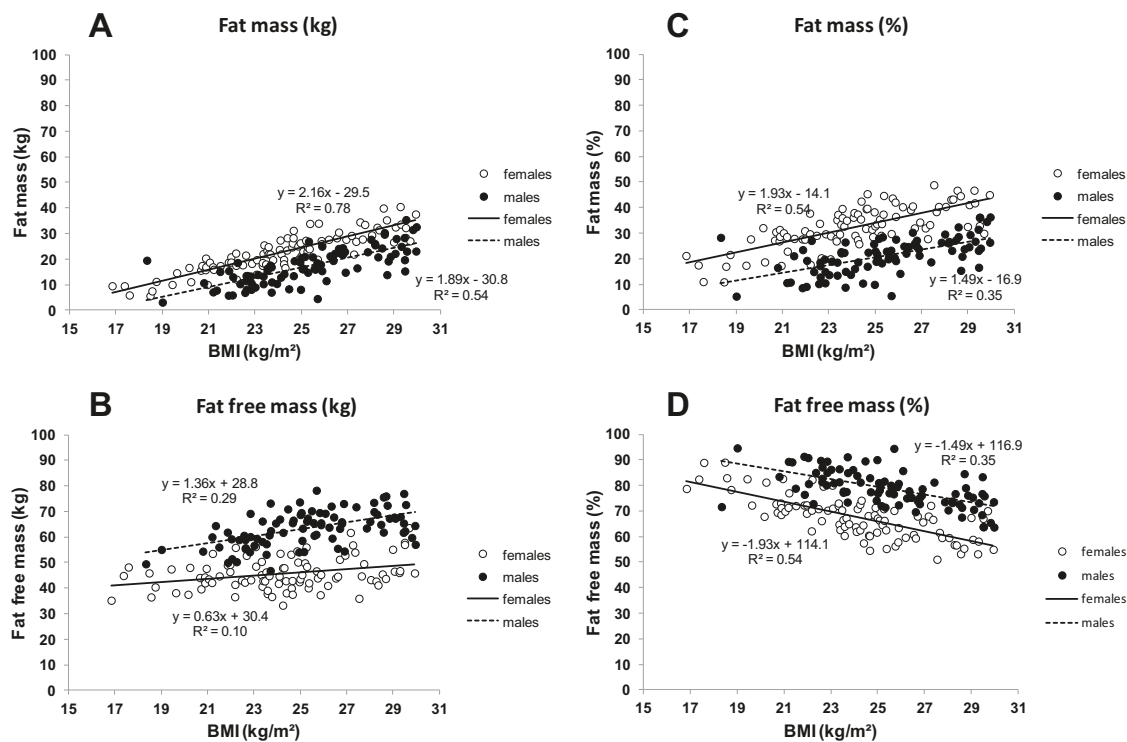 A
Fat mass (kg)
100
90
80
70
60
50
40
30
20
10
0
Fat mass (kg)
y = 2.16x - 29.5
R² = 0.78
y = 1.89x - 30.8
R² = 0.54
15 17 19 21 23 25 27 29 31
BMI (kg/m²)
females
males
females
males
C
Fat mass (%)
100
90
80
70
60
50
40
30
20
10
0
Fat mass (%)
y = 1.93x - 14.1
R² = 0.54
y = 1.49x - 16.9
R² = 0.35
15 17 19 21 23 25 27 29 31
BMI (kg/m²)
females
males
females
males
B
Fat free mass (kg)
100
90
80
70
60
50
40
30
20
10
0
Fat free mass (kg)
y = 1.36x + 28.8
R² = 0.29
y = 0.63x + 30.4
R² = 0.10
15 17 19 21 23 25 27 29 31
BMI (kg/m²)
females
males
females
males
D
Fat free mass (%)
100
90
80
70
60
50
40
30
20
10
0
Fat free mass (%)
y = -1.49x + 116.9
R² = 0.35
y = -1.93x + 114.1
R² = 0.54
15 17 19 21 23 25 27 29 31
BMI (kg/m²)
females
males
females
males